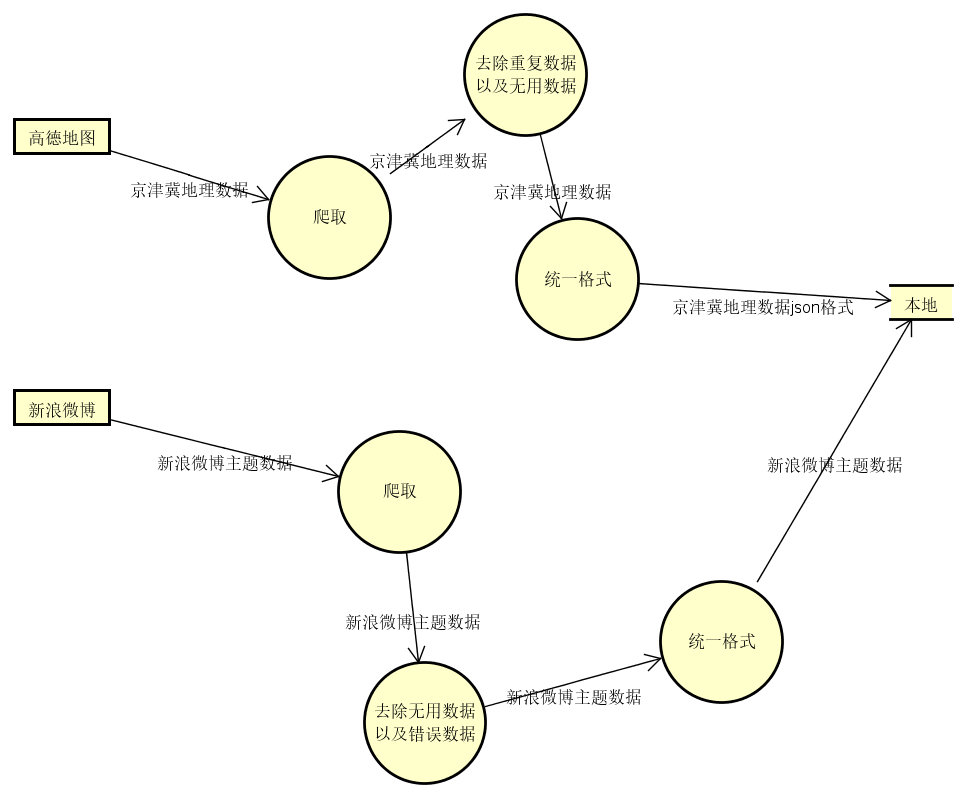 去除重复数据
以及无用数据
高德地图
京津冀地理数据
京津冀地理数据
京津冀地理数据
爬取
统一格式
京津冀地理数据json格式
本地
新浪微博
新浪微博主题数据
爬取
新浪微博主题数据
新浪微博主题数据
统一格式
新浪微博主题数据
去除无用数据
以及错误数据